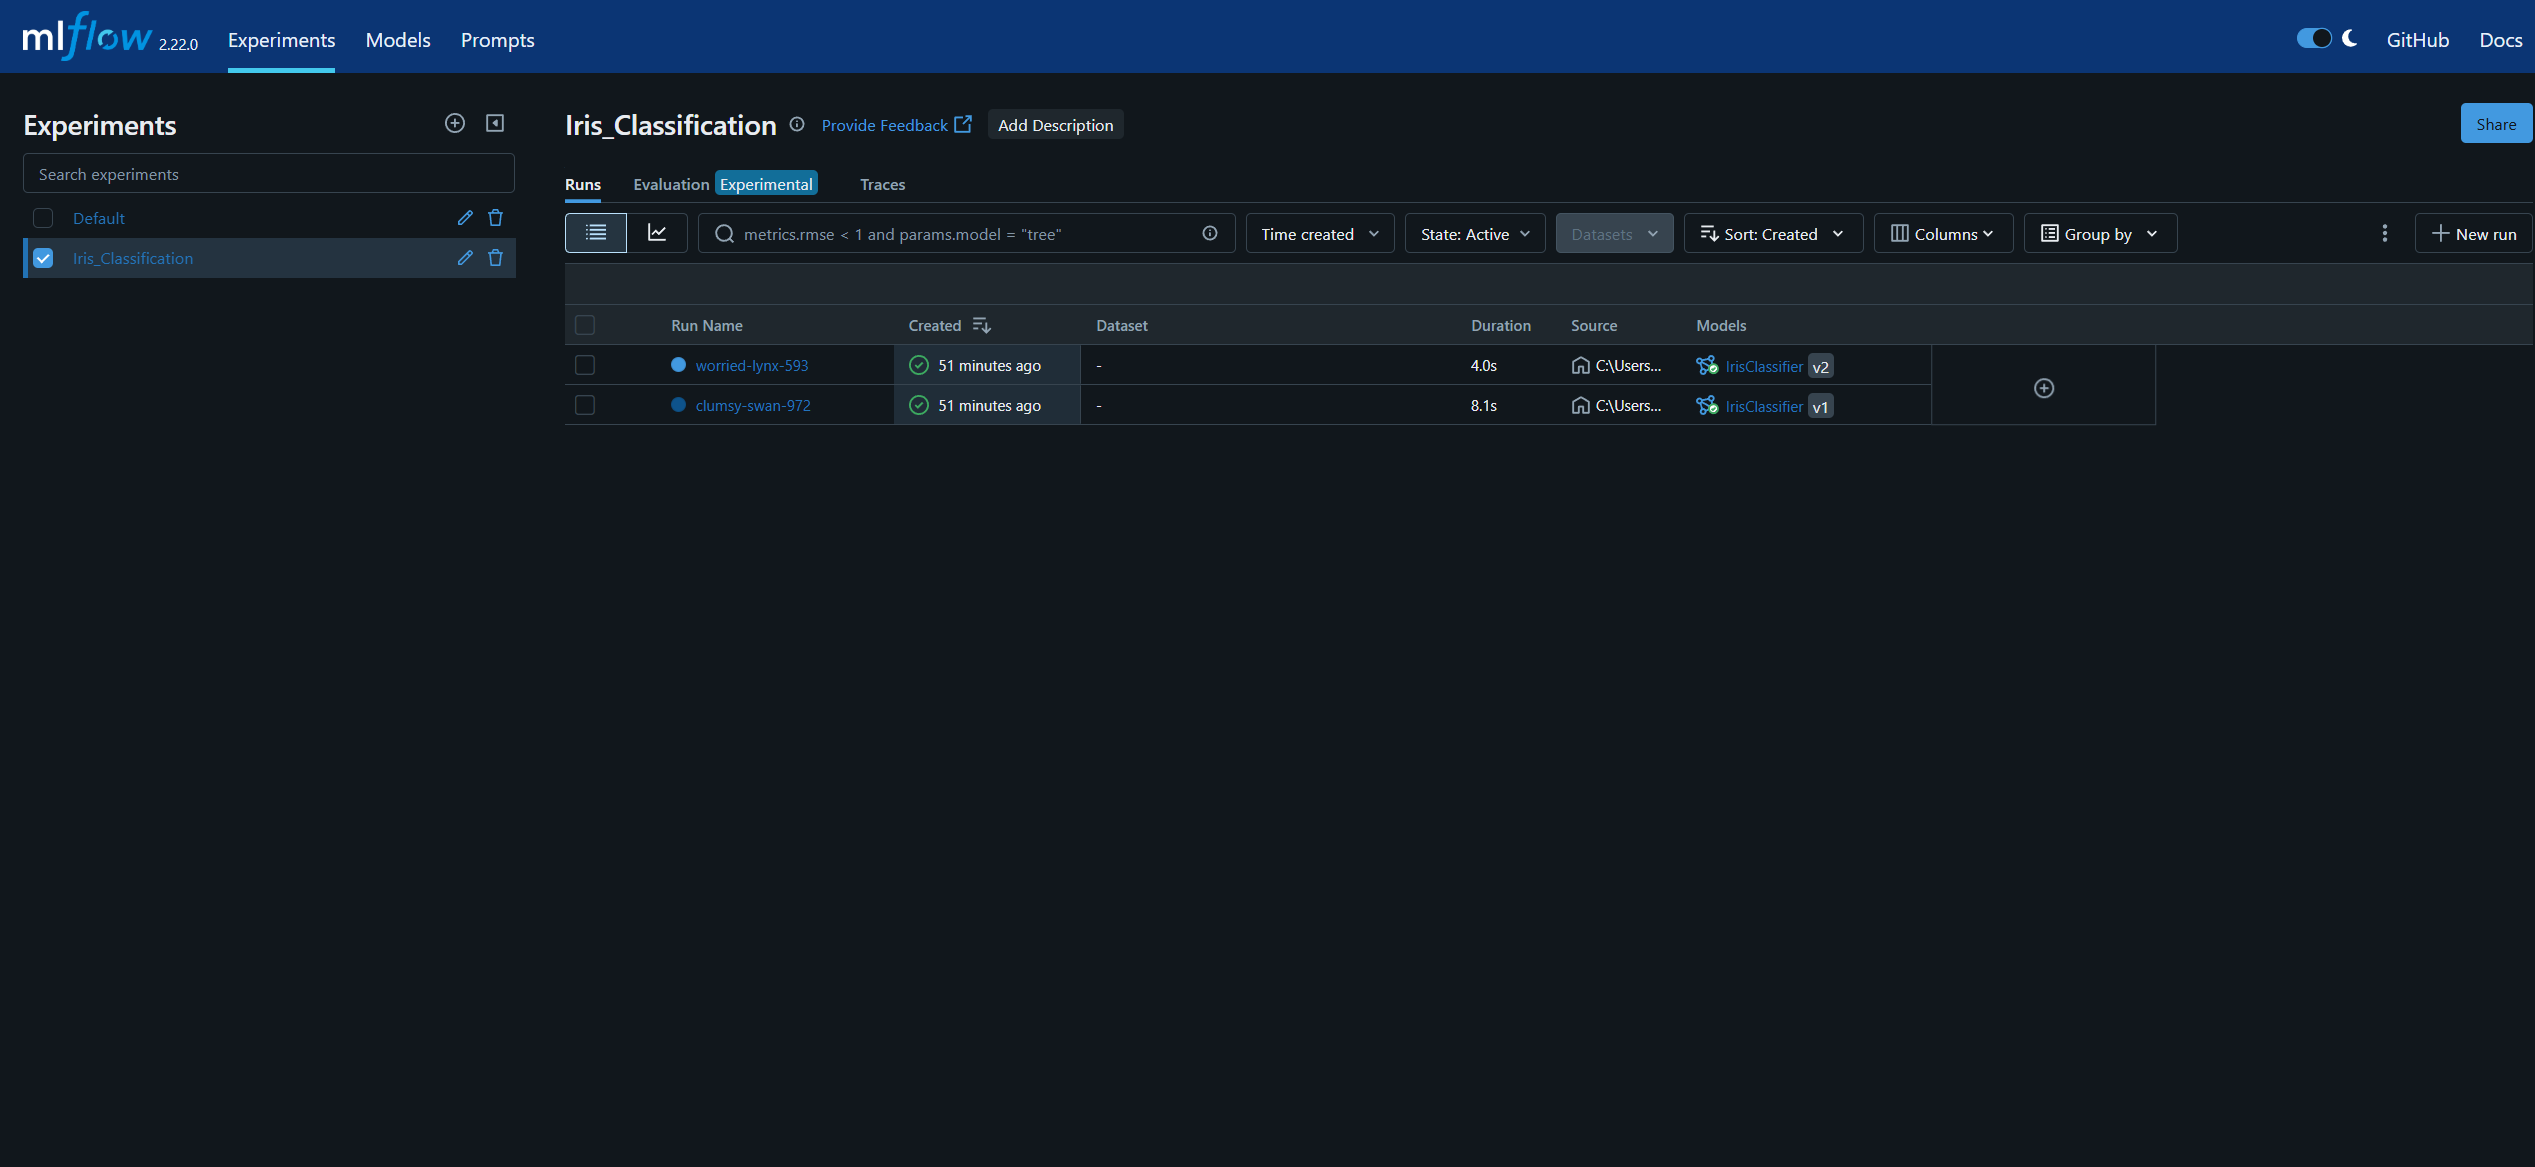 mlflow 2.22.0 Experiments Models Prompts GitHub Docs
Experiments
Search experiments
Default
Iris_Classification
Iris_Classification Provide Feedback Add Description Share
Runs Evaluation Experimental Traces
metrics.rmse < 1 and params.model = "tree" Time created State: Active Datasets Sort: Created Columns Group by New run
Run Name Created Dataset Duration Source Models
worried-lynx-593 51 minutes ago - 4.0s C:\Users... IrisClassifier v2
clumsy-swan-972 51 minutes ago - 8.1s C:\Users... IrisClassifier v1